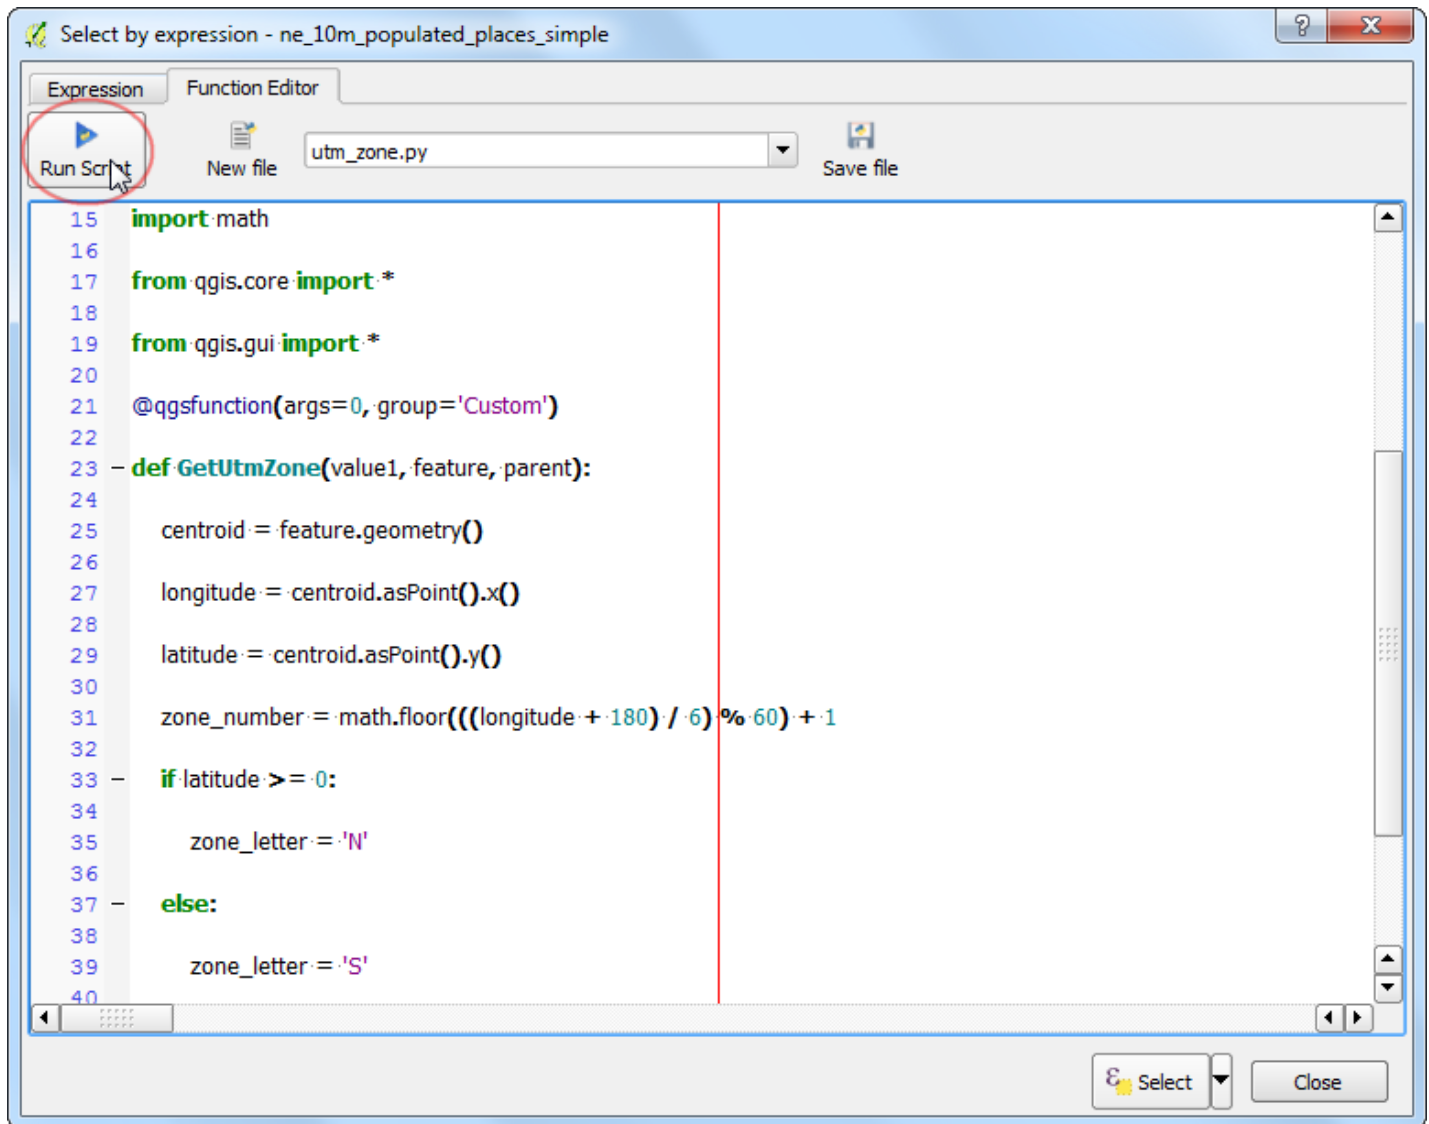 Select by expression - ne_10m_populated_places_simple
Expression Function Editor
Run Script New file utm_zone.py Save file
15 import math
16
17 from qgis.core import *
18
19 from qgis.gui import *
20
21 @qgsfunction(args=0, group='Custom')
22
23 def GetUtmZone(value1, feature, parent):
24
25 centroid = feature.geometry()
26
27 longitude = centroid.asPoint().x()
28
29 latitude = centroid.asPoint().y()
30
31 zone_number = math.floor(((longitude + 180) / 6) % 60) + 1
32
33 if latitude >= 0:
34
35 zone_letter = 'N'
36
37 else:
38
39 zone_letter = 'S'
40
ε Select Close